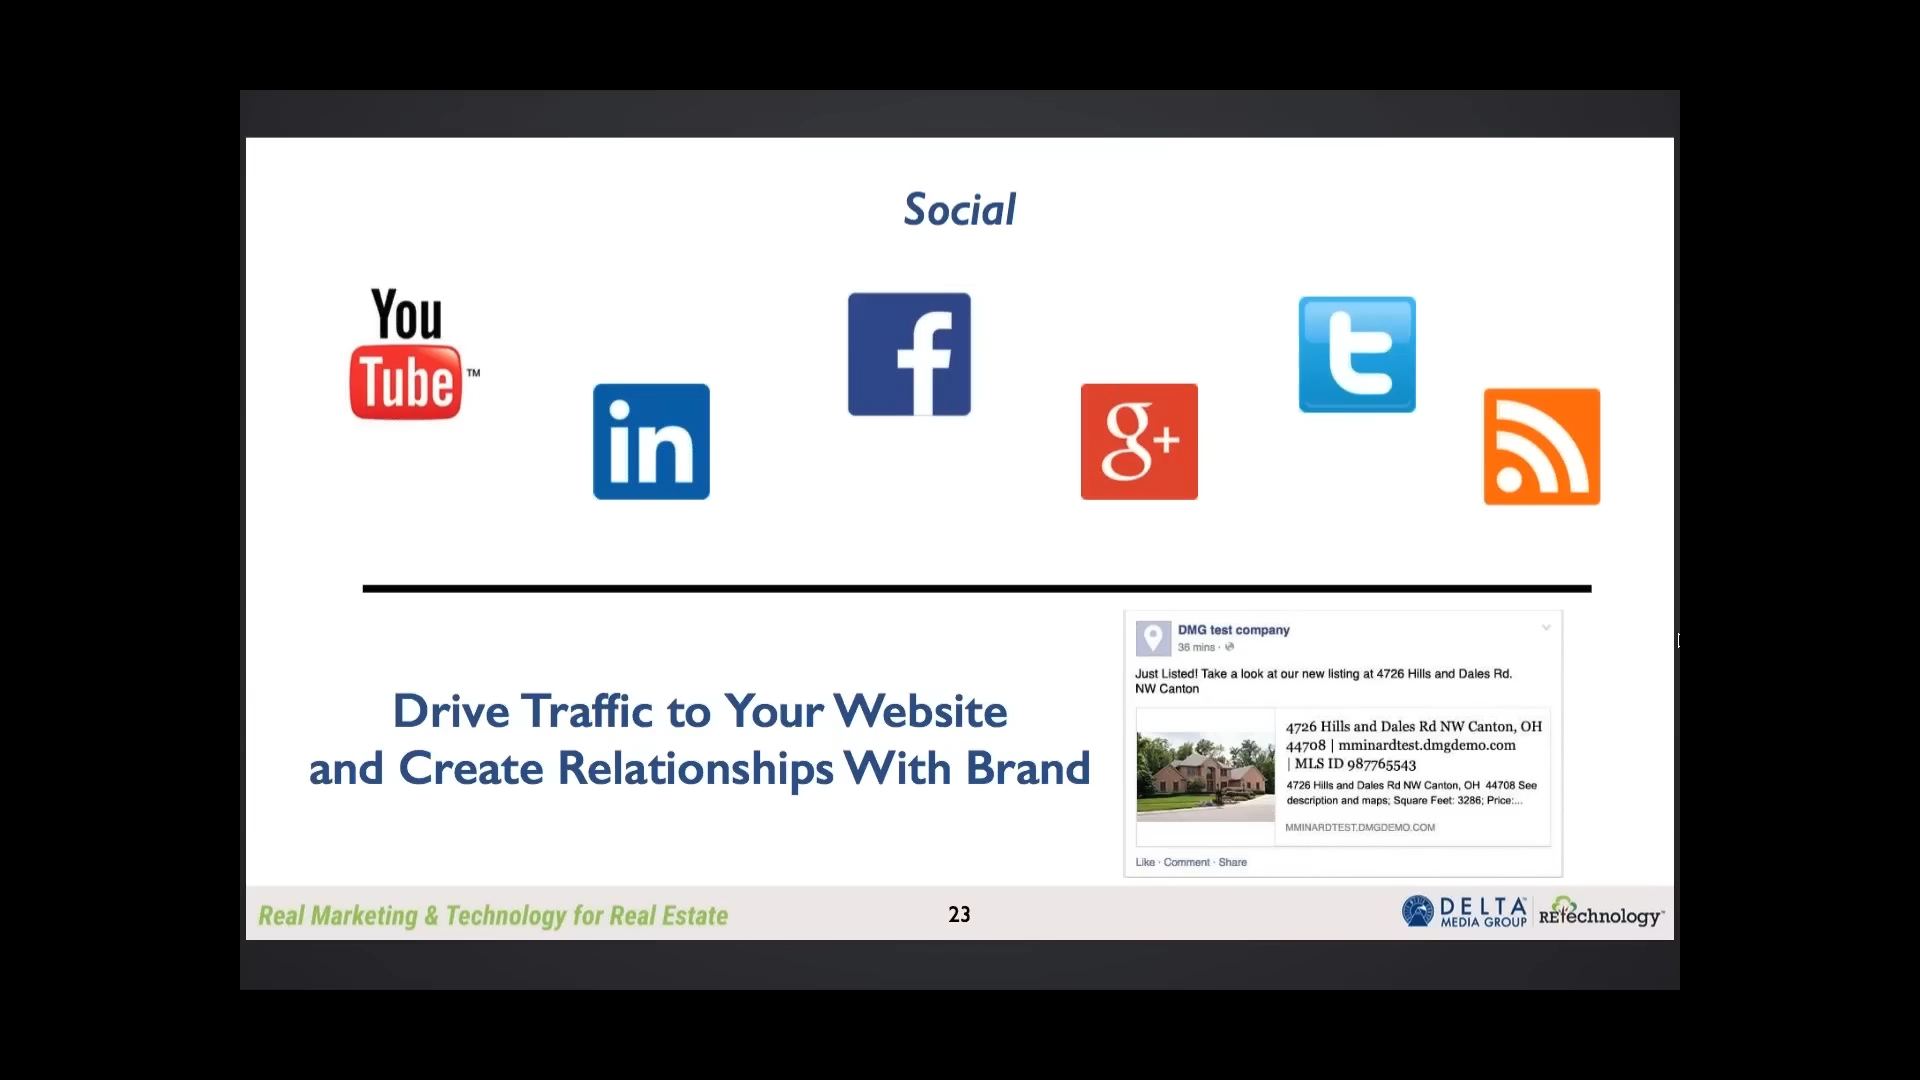 Social
You
Tube™
in
f
g+
t
Drive Traffic to Your Website
and Create Relationships With Brand
DMG test company
36 mins ·
Just Listed! Take a look at our new listing at 4726 Hills and Dales Rd.
NW Canton
4726 Hills and Dales Rd NW Canton, OH
44708 | mminardtest.dmgdemo.com
| MLS ID 987765543
4726 Hills and Dales Rd NW Canton, OH 44708 See
description and maps; Square Feet: 3286; Price:...
MMINARDTEST.DMGDEMO.COM
Like · Comment · Share
Real Marketing & Technology for Real Estate
23
DELTA
MEDIA GROUP
RETechnology™